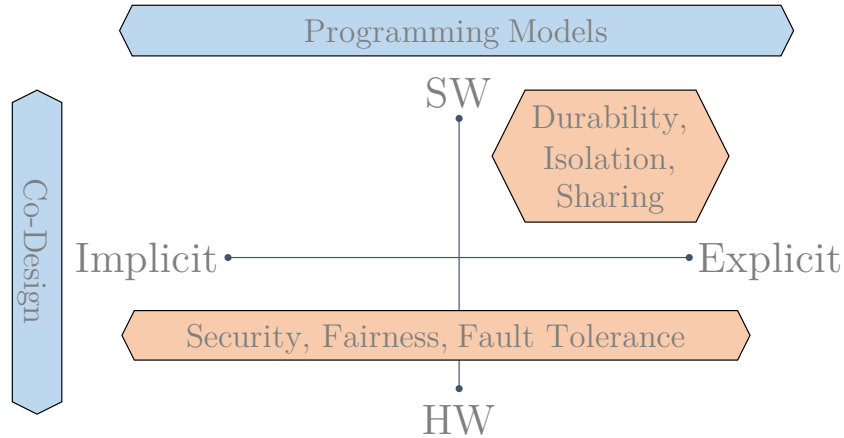 Programming Models
SW
Durability,
Isolation,
Sharing
Co-Design
Implicit
Explicit
Security, Fairness, Fault Tolerance
HW